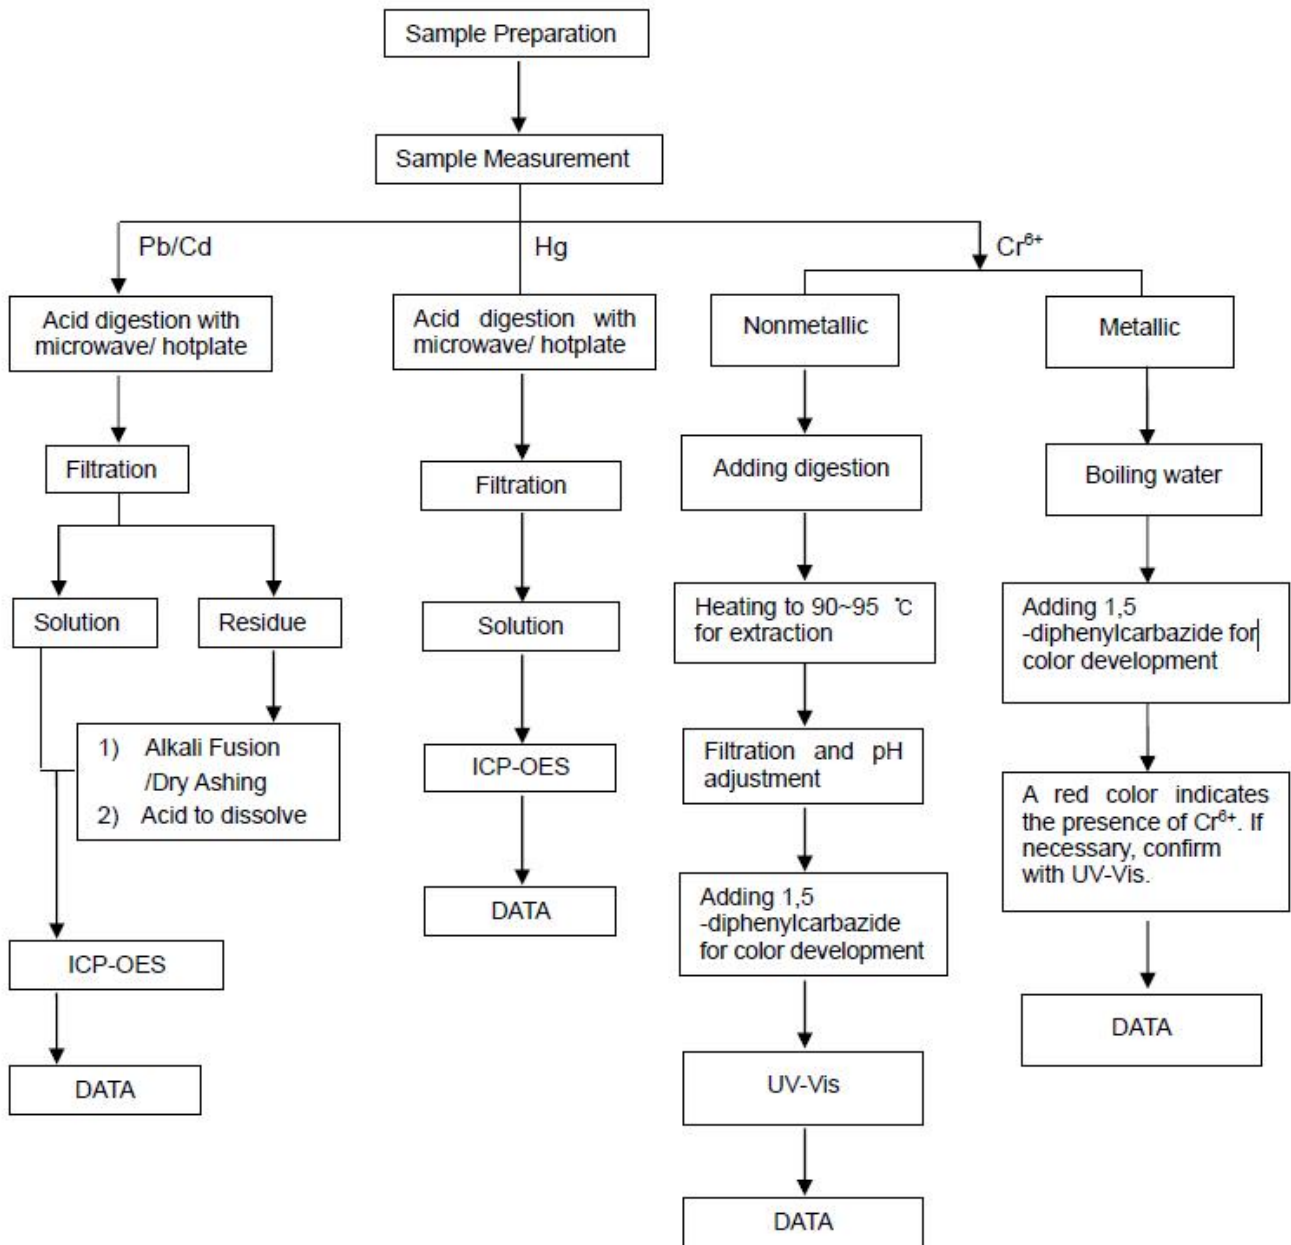 Sample Preparation
Sample Measurement
Pb/Cd
Hg
Cr⁶⁺
Acid digestion with
microwave/ hotplate
Filtration
Solution
Residue
1) Alkali Fusion
/Dry Ashing
2) Acid to dissolve
ICP-OES
DATA
Acid digestion with
microwave/ hotplate
Filtration
Solution
ICP-OES
DATA
Nonmetallic
Adding digestion
Heating to 90~95 ℃
for extraction
Filtration and pH
adjustment
Adding 1,5
-diphenylcarbazide
for color development
UV-Vis
DATA
Metallic
Boiling water
Adding 1,5
-diphenylcarbazide for
color development
A red color indicates
the presence of Cr⁶⁺. If
necessary, confirm
with UV-Vis.
DATA